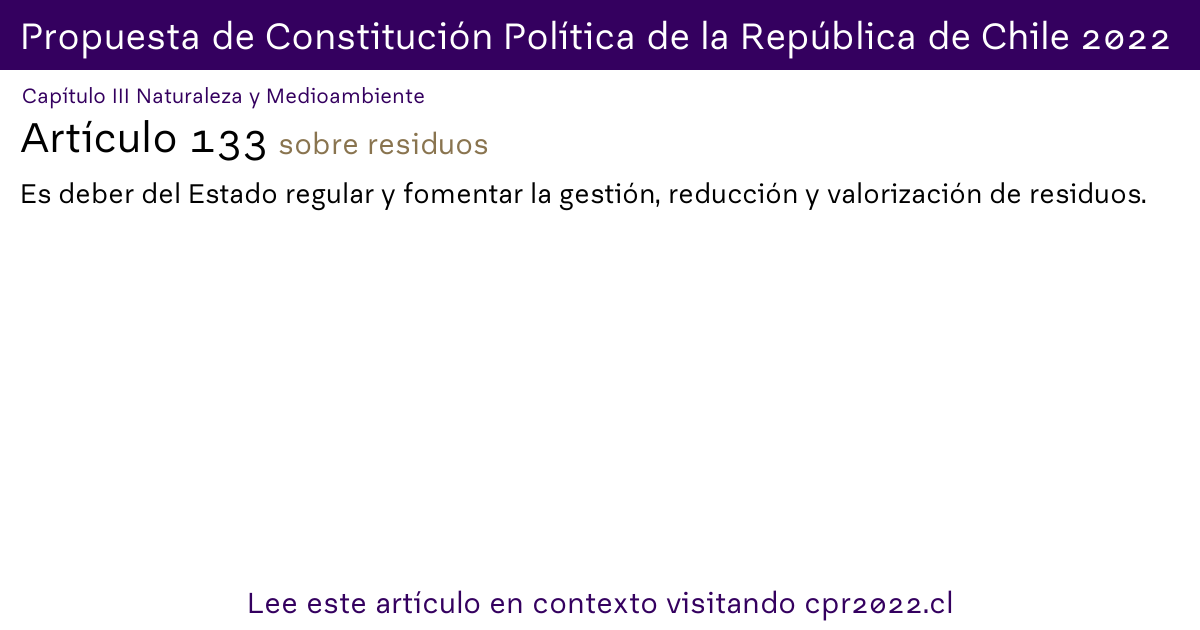 Propuesta de Constitución Política de la República de Chile 2022
Capítulo III Naturaleza y Medioambiente
Artículo 133 sobre residuos
Es deber del Estado regular y fomentar la gestión, reducción y valorización de residuos.
Lee este artículo en contexto visitando cpr2022.cl